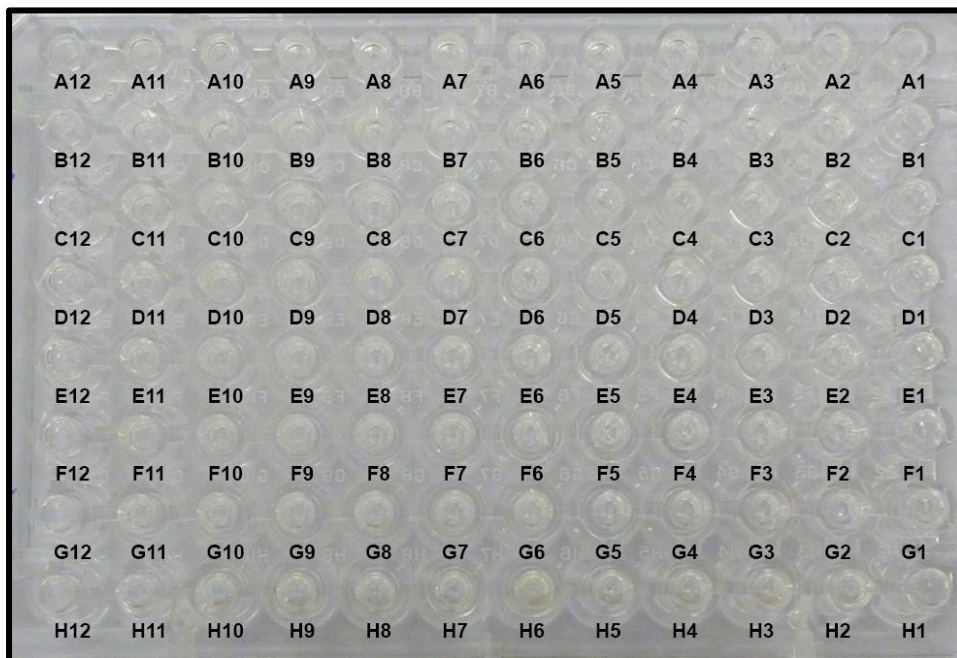 A12 A11 A10 A9 A8 A7 A6 A5 A4 A3 A2 A1
B12 B11 B10 B9 B8 B7 B6 B5 B4 B3 B2 B1
C12 C11 C10 C9 C8 C7 C6 C5 C4 C3 C2 C1
D12 D11 D10 D9 D8 D7 D6 D5 D4 D3 D2 D1
E12 E11 E10 E9 E8 E7 E6 E5 E4 E3 E2 E1
F12 F11 F10 F9 F8 F7 F6 F5 F4 F3 F2 F1
G12 G11 G10 G9 G8 G7 G6 G5 G4 G3 G2 G1
H12 H11 H10 H9 H8 H7 H6 H5 H4 H3 H2 H1